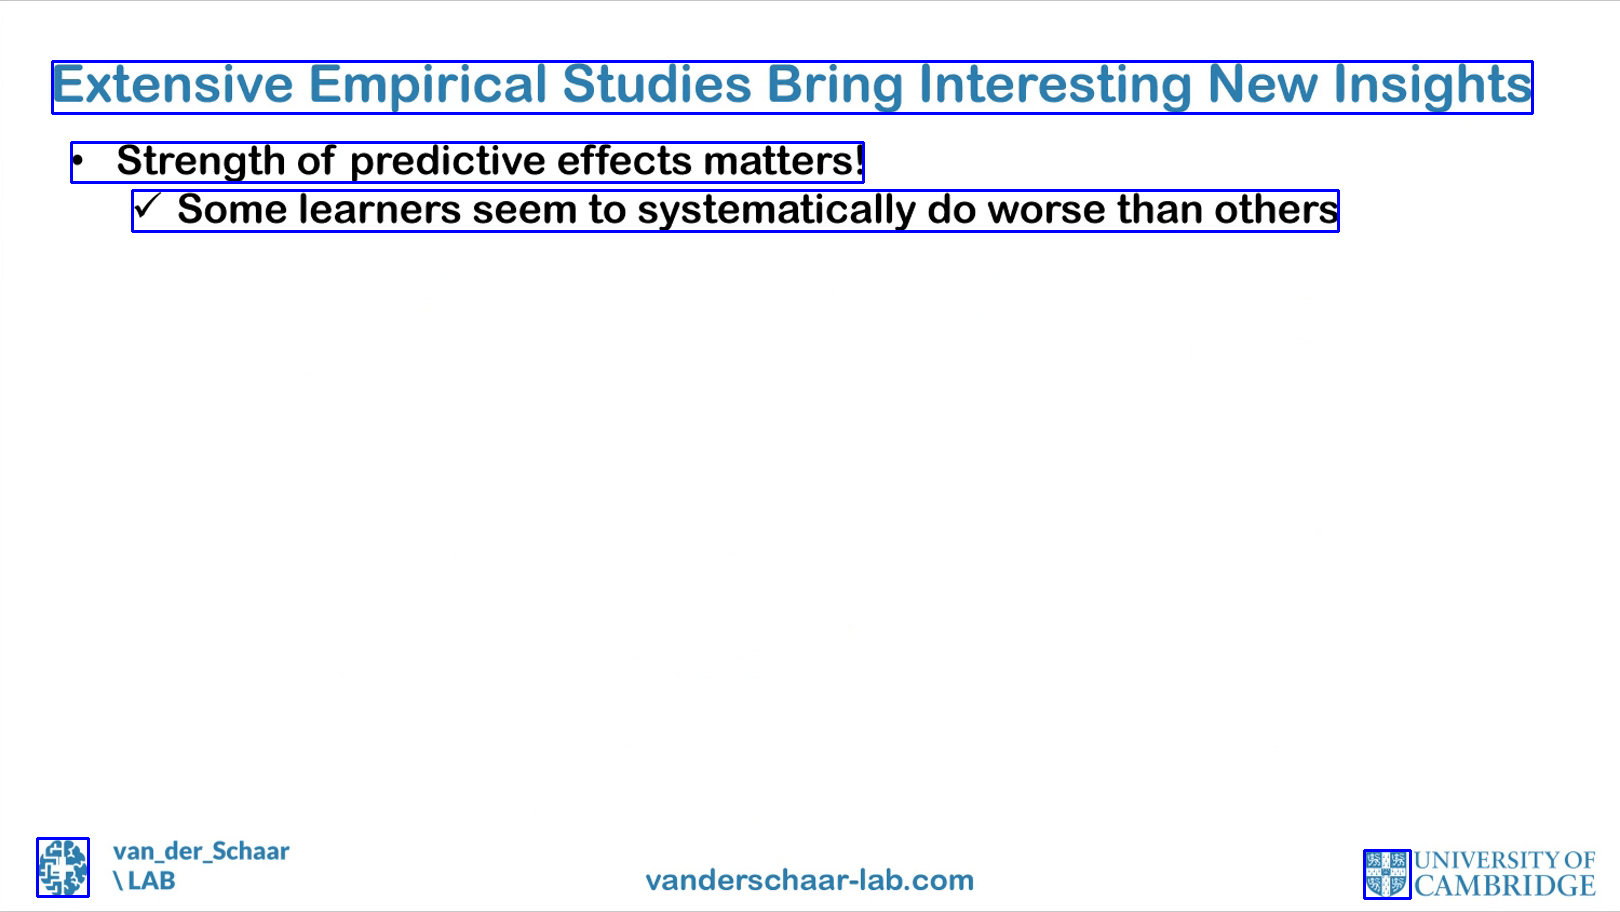 Extensive Empirical Studies Bring Interesting New Insights
• Strength of predictive effects matters!
✓ Some learners seem to systematically do worse than others
van_der_Schaar
\ LAB
vanderschaar-lab.com
UNIVERSITY OF
CAMBRIDGE